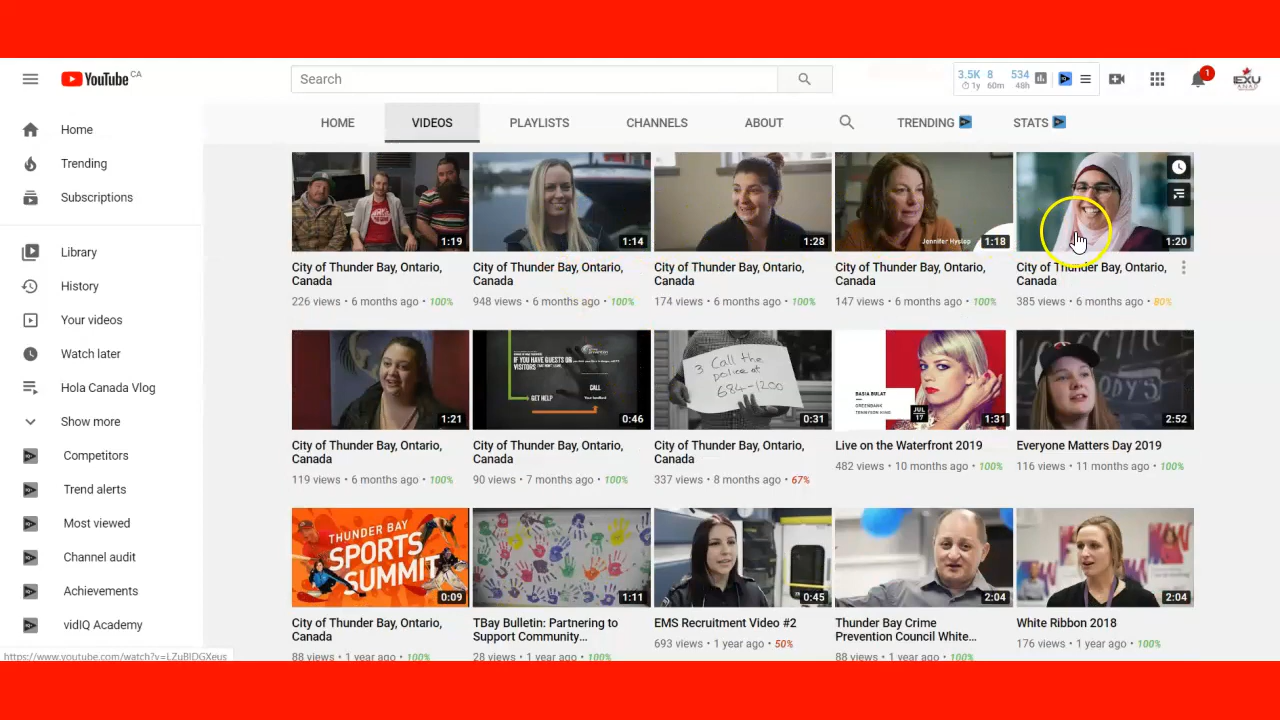 YouTube CA
Search
3.5K 8 534
1y 60m 48h
1
IEXU
Home
Trending
Subscriptions
Library
History
Your videos
Watch later
Hola Canada Vlog
Show more
Competitors
Trend alerts
Most viewed
Channel audit
Achievements
vidIQ Academy
https://www.youtube.com/watch?v=LZuBIDGXeus
HOME VIDEOS PLAYLISTS CHANNELS ABOUT TRENDING STATS
1:19
City of Thunder Bay, Ontario,
Canada
226 views • 6 months ago • 100%
1:14
City of Thunder Bay, Ontario,
Canada
948 views • 6 months ago • 100%
1:28
City of Thunder Bay, Ontario,
Canada
174 views • 6 months ago • 100%
Jennifer Hyslop
1:18
City of Thunder Bay, Ontario,
Canada
147 views • 6 months ago • 100%
1:20
City of Thunder Bay, Ontario,
Canada
385 views • 6 months ago • 80%
1:21
City of Thunder Bay, Ontario,
Canada
119 views • 6 months ago • 100%
IF YOU HAVE GUESTS OR
VISITORS
CALL
GET HELP
0:46
City of Thunder Bay, Ontario,
Canada
90 views • 7 months ago • 100%
3 Call the
police at
684-1200
0:31
City of Thunder Bay, Ontario,
Canada
337 views • 8 months ago • 67%
BASIA BULAT
GREENBANK
TENNYSON KING
JUL
17
1:31
Live on the Waterfront 2019
482 views • 10 months ago • 100%
2:52
Everyone Matters Day 2019
116 views • 11 months ago • 100%
THUNDER BAY
SPORTS
SUMMIT
0:09
City of Thunder Bay, Ontario,
Canada
88 views • 1 year ago • 100%
1:11
TBay Bulletin: Partnering to
Support Community...
28 views • 1 year ago • 100%
0:45
EMS Recruitment Video #2
693 views • 1 year ago • 50%
2:04
Thunder Bay Crime
Prevention Council White...
88 views • 1 year ago • 100%
2:04
White Ribbon 2018
176 views • 1 year ago • 100%